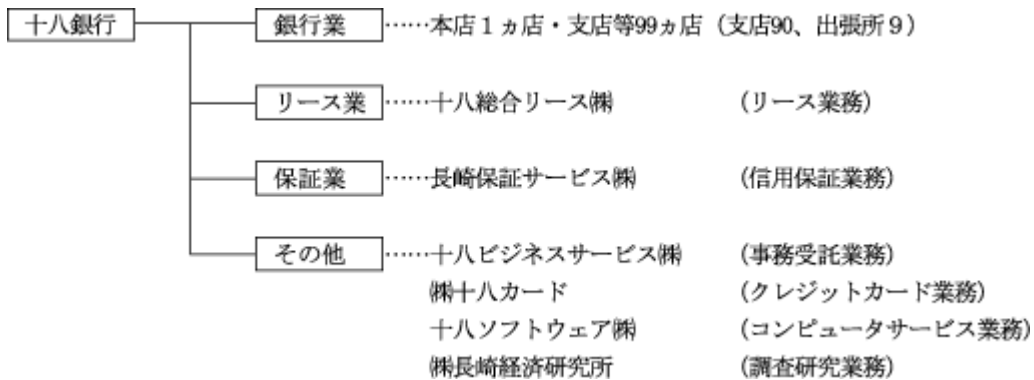 十八銀行 銀行業 ……本店1ヵ店・支店等99ヵ店（支店90、出張所9）
リース業 ……十八総合リース㈱ （リース業務）
保証業 ……長崎保証サービス㈱ （信用保証業務）
その他 ……十八ビジネスサービス㈱ （事務受託業務）
㈱十八カード （クレジットカード業務）
十八ソフトウェア㈱ （コンピュータサービス業務）
㈱長崎経済研究所 （調査研究業務）